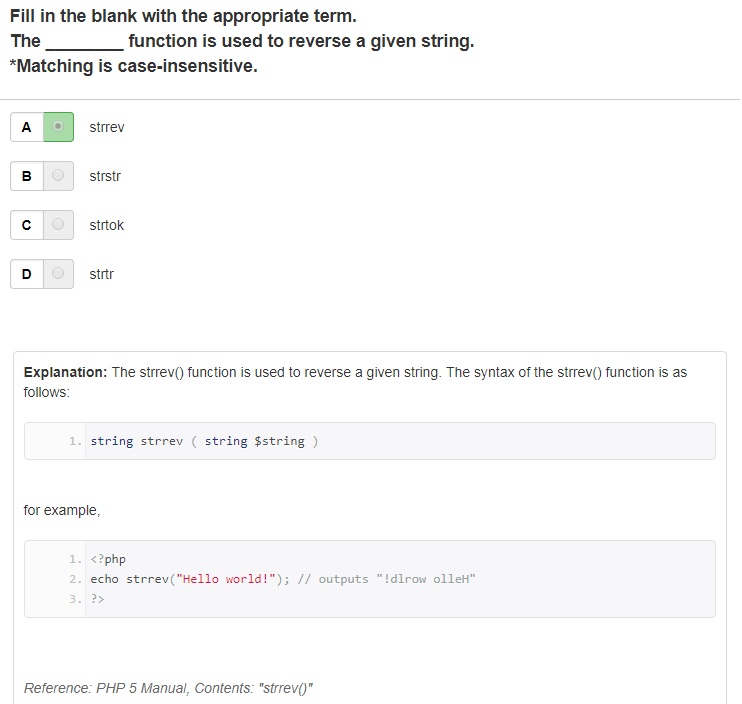 Fill in the blank with the appropriate term.
The ________ function is used to reverse a given string.
*Matching is case-insensitive.
A strrev
B strstr
C strtok
D strtr
Explanation: The strrev() function is used to reverse a given string. The syntax of the strrev() function is as
follows:
1. string strrev ( string $string )
for example,
1. <?php
2. echo strrev("Hello world!"); // outputs "!dlrow olleH"
3. ?>
Reference: PHP 5 Manual, Contents: "strrev()"